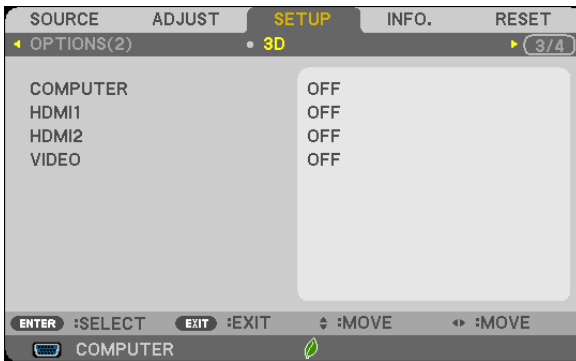 SOURCE ADJUST SETUP INFO. RESET
OPTIONS(2) 3D 3/4
COMPUTER OFF
HDMI1 OFF
HDMI2 OFF
VIDEO OFF
ENTER :SELECT EXIT :EXIT :MOVE :MOVE
COMPUTER